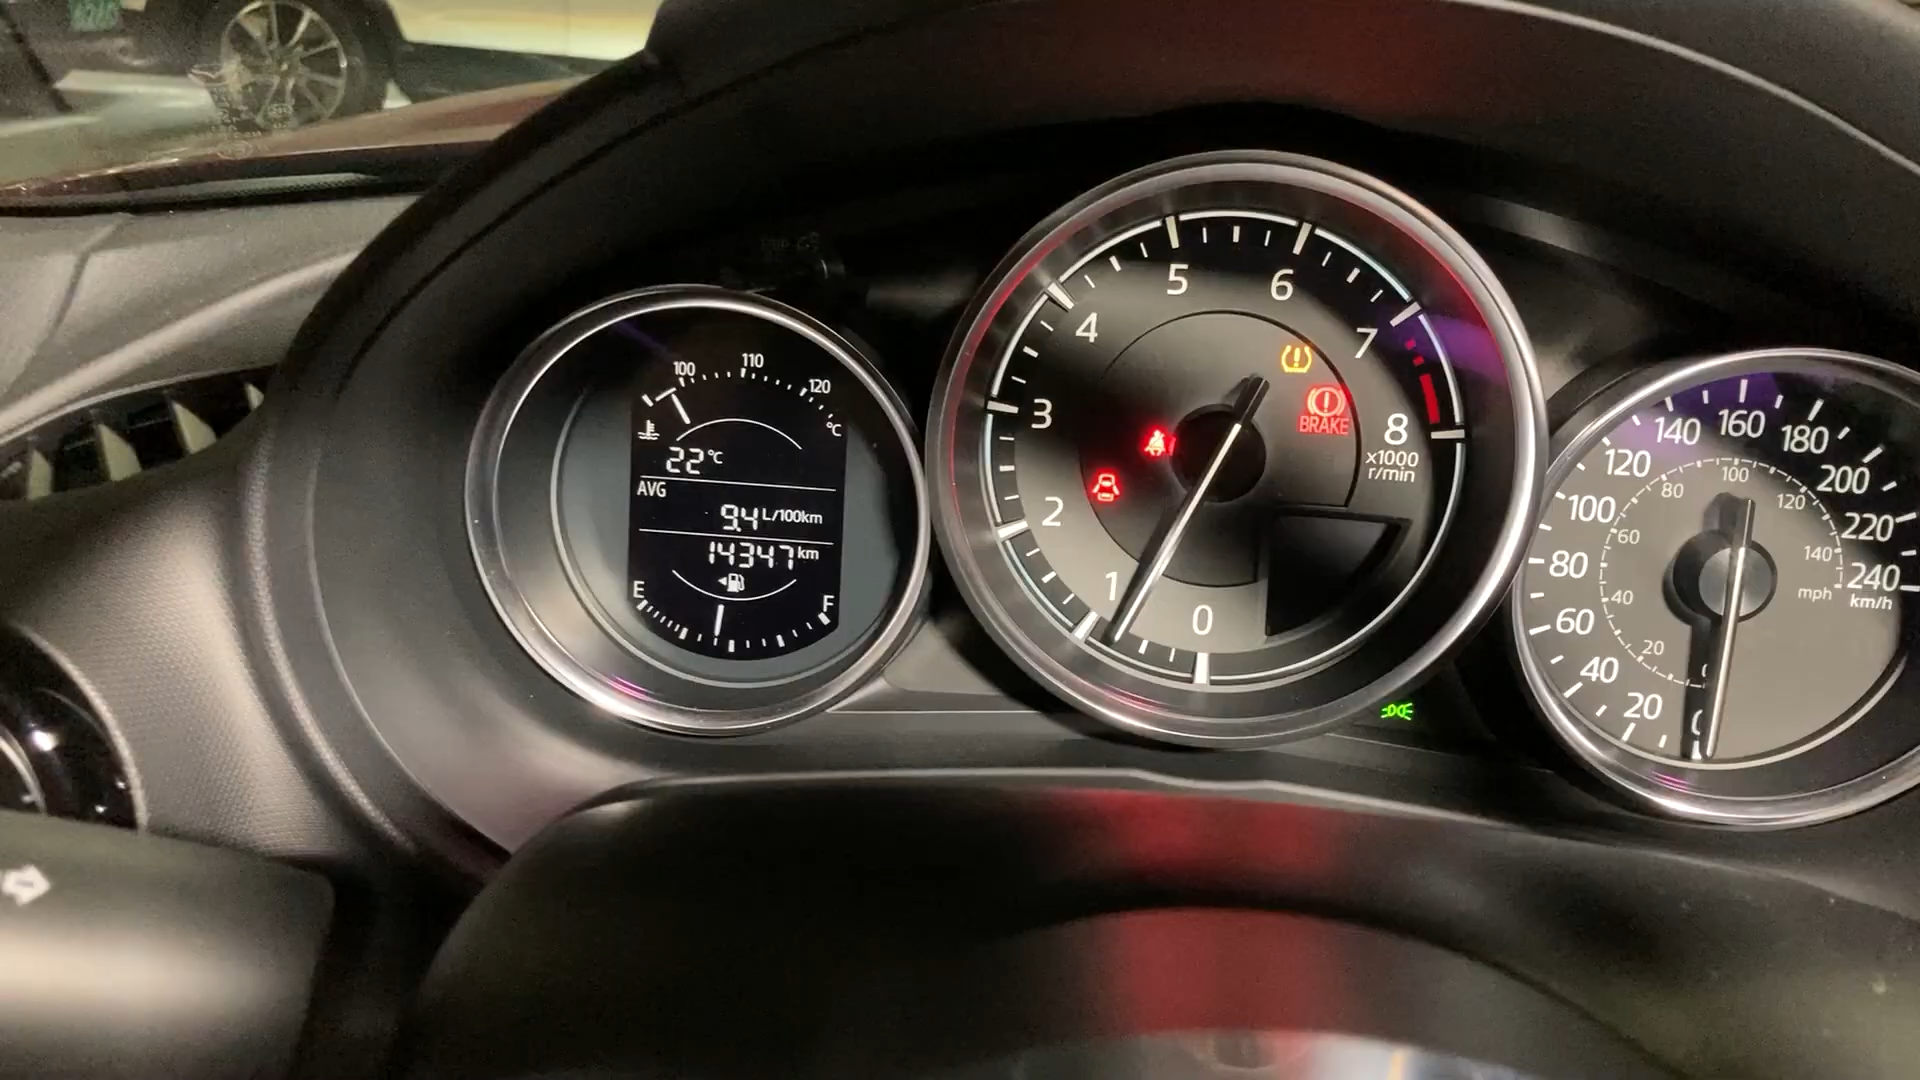 100 110 120
°C
22 °C
AVG
9.4 L/100km
14347 km
E F
0 1 2 3 4 5 6 7 8
x1000
r/min
BRAKE
0 20 40 60 80 100 120 140 160 180 200 220 240
km/h
20 40 60 80 100 120 140
mph